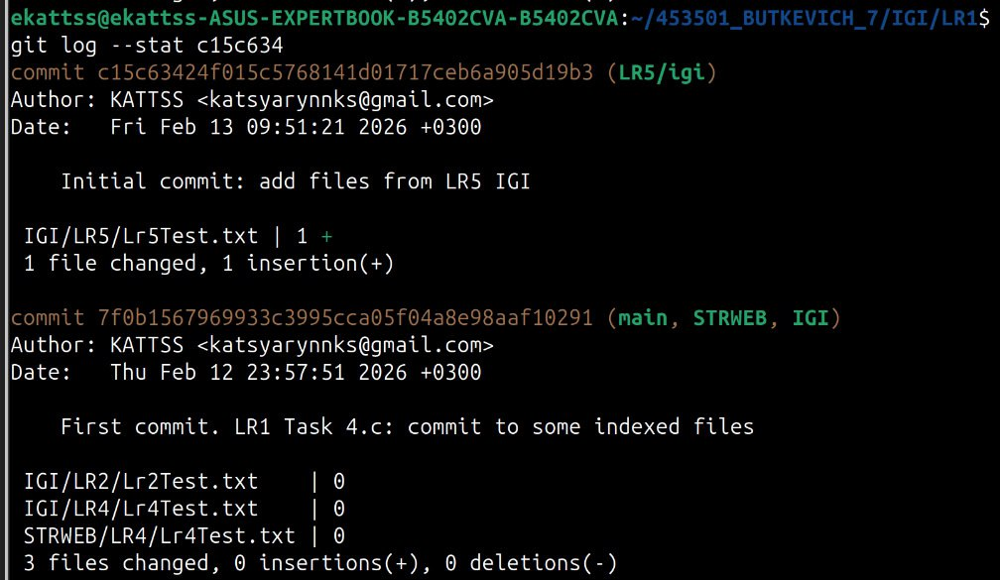 ekattss@ekattss-ASUS-EXPERTBOOK-B5402CVA-B5402CVA:~/453501_BUTKEVICH_7/IGI/LR1$
git log --stat c15c634
commit c15c63424f015c5768141d01717ceb6a905d19b3 (LR5/igi)
Author: KATTSS <katsyarynnks@gmail.com>
Date:   Fri Feb 13 09:51:21 2026 +0300
    Initial commit: add files from LR5 IGI
 IGI/LR5/Lr5Test.txt | 1 +
 1 file changed, 1 insertion(+)
commit 7f0b1567969933c3995cca05f04a8e98aaf10291 (main, STRWEB, IGI)
Author: KATTSS <katsyarynnks@gmail.com>
Date:   Thu Feb 12 23:57:51 2026 +0300
    First commit. LR1 Task 4.c: commit to some indexed files
 IGI/LR2/Lr2Test.txt    | 0
 IGI/LR4/Lr4Test.txt    | 0
 STRWEB/LR4/Lr4Test.txt | 0
 3 files changed, 0 insertions(+), 0 deletions(-)